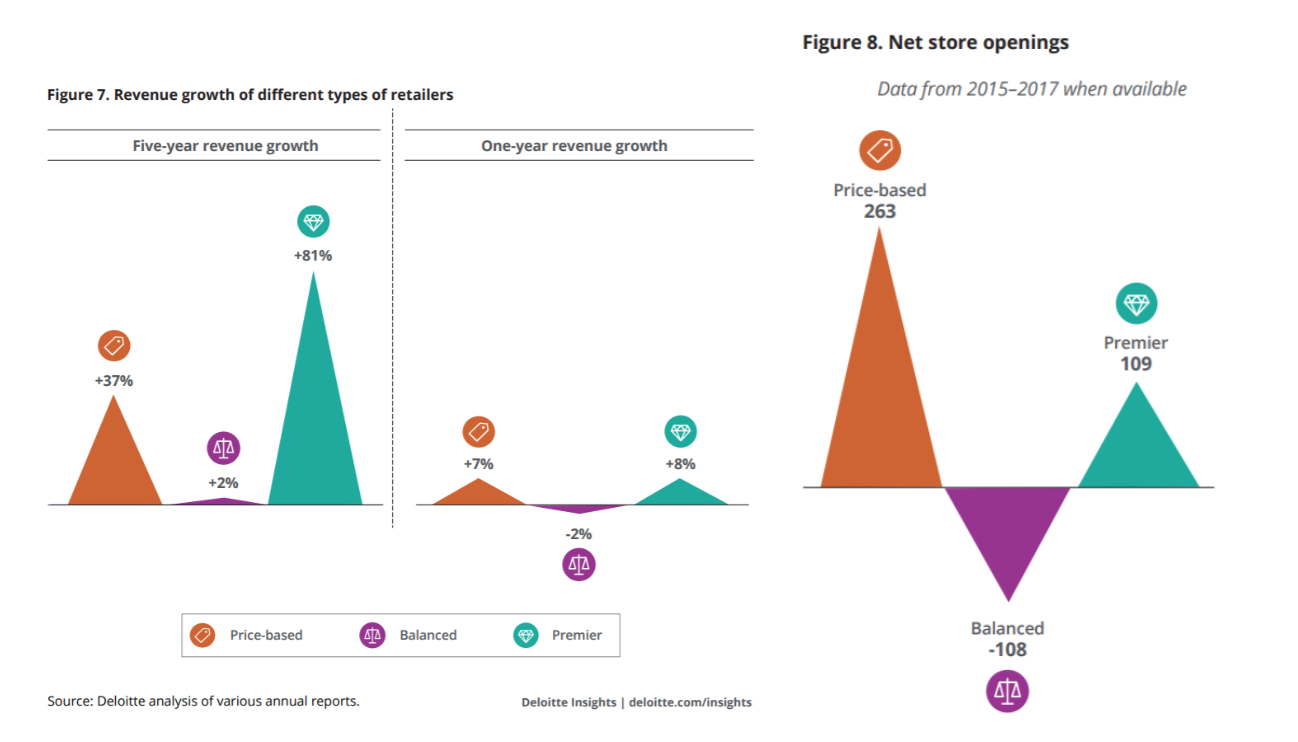 Figure 7. Revenue growth of different types of retailers
Five-year revenue growth
One-year revenue growth
+37%
+2%
+81%
+7%
-2%
+8%
Price-based
Balanced
Premier
Source: Deloitte analysis of various annual reports.
Deloitte Insights | deloitte.com/insights
Figure 8. Net store openings
Data from 2015–2017 when available
Price-based
263
Premier
109
Balanced
-108